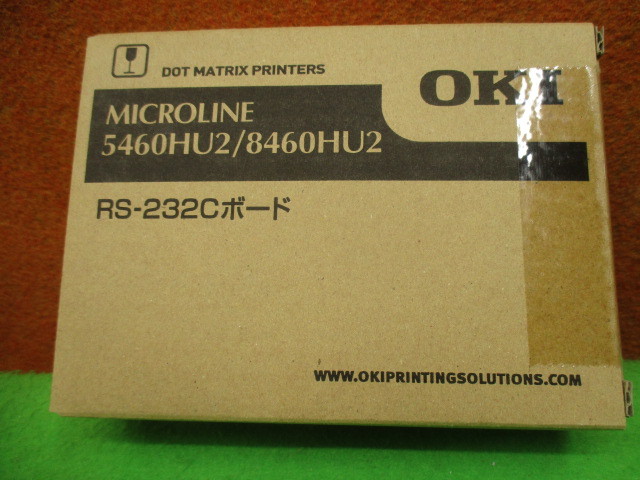 DOT MATRIX PRINTERS
OKI
MICROLINE
5460HU2/8460HU2
RS-232Cボード
WWW.OKIPRINTINGSOLUTIONS.COM